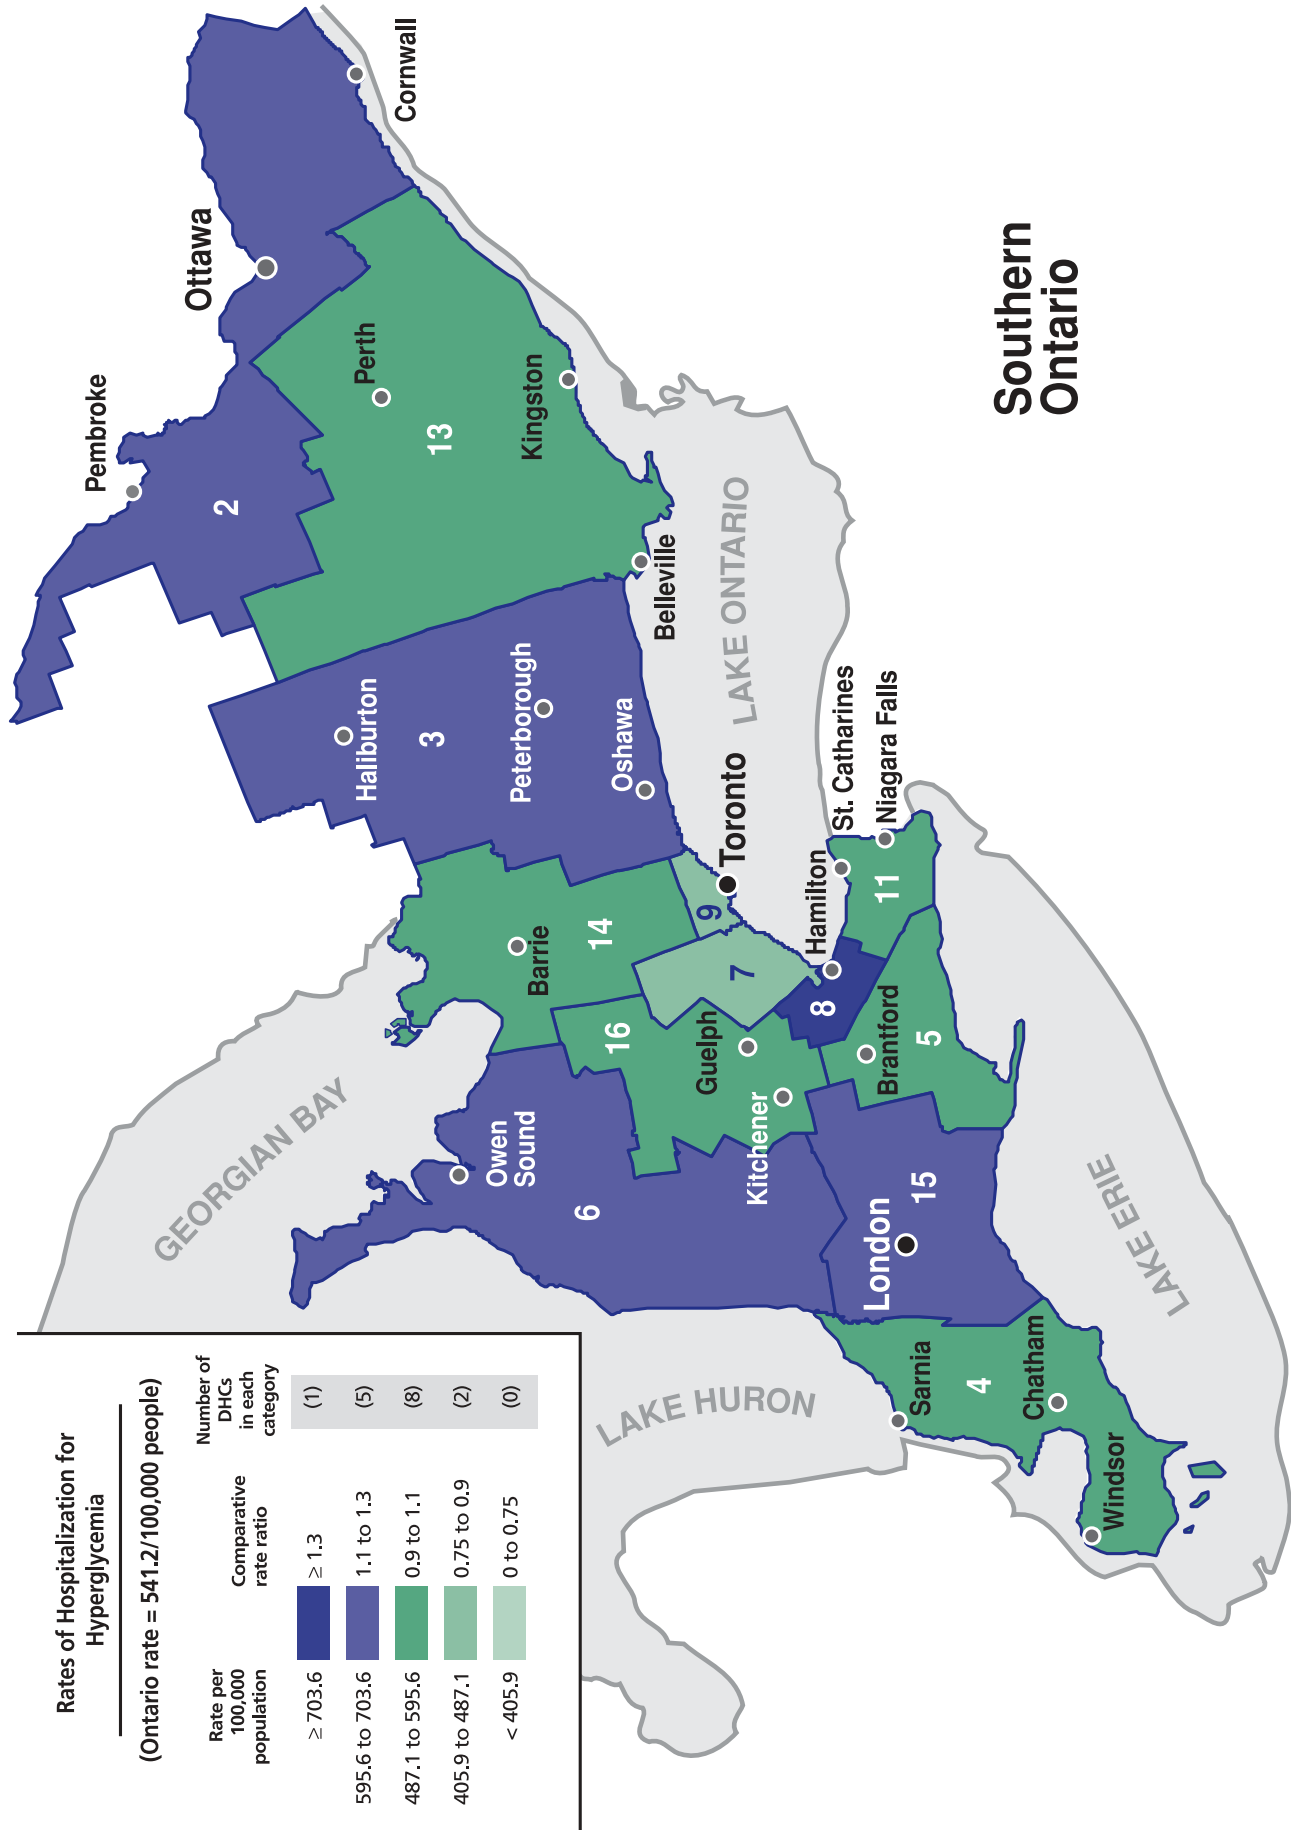 Rates of Hospitalization for
Hyperglycemia
(Ontario rate = 541.2/100,000 people)
Rate per
100,000
population
Comparative
rate ratio
Number of
DHCs
in each
category
≥ 703.6 ≥ 1.3 (1)
595.6 to 703.6 1.1 to 1.3 (5)
487.1 to 595.6 0.9 to 1.1 (8)
405.9 to 487.1 0.75 to 0.9 (2)
< 405.9 0 to 0.75 (0)
GEORGIAN BAY
LAKE HURON
LAKE ERIE
LAKE ONTARIO
Pembroke
Ottawa
Cornwall
2
Perth
13
Kingston
Belleville
Haliburton
3
Peterborough
Oshawa
Toronto
9
Barrie
14
7
16
Guelph
Kitchener
Owen
Sound
6
Hamilton
8
St. Catharines
Niagara Falls
11
Brantford
5
London
15
Sarnia
4
Chatham
Windsor
Southern
Ontario